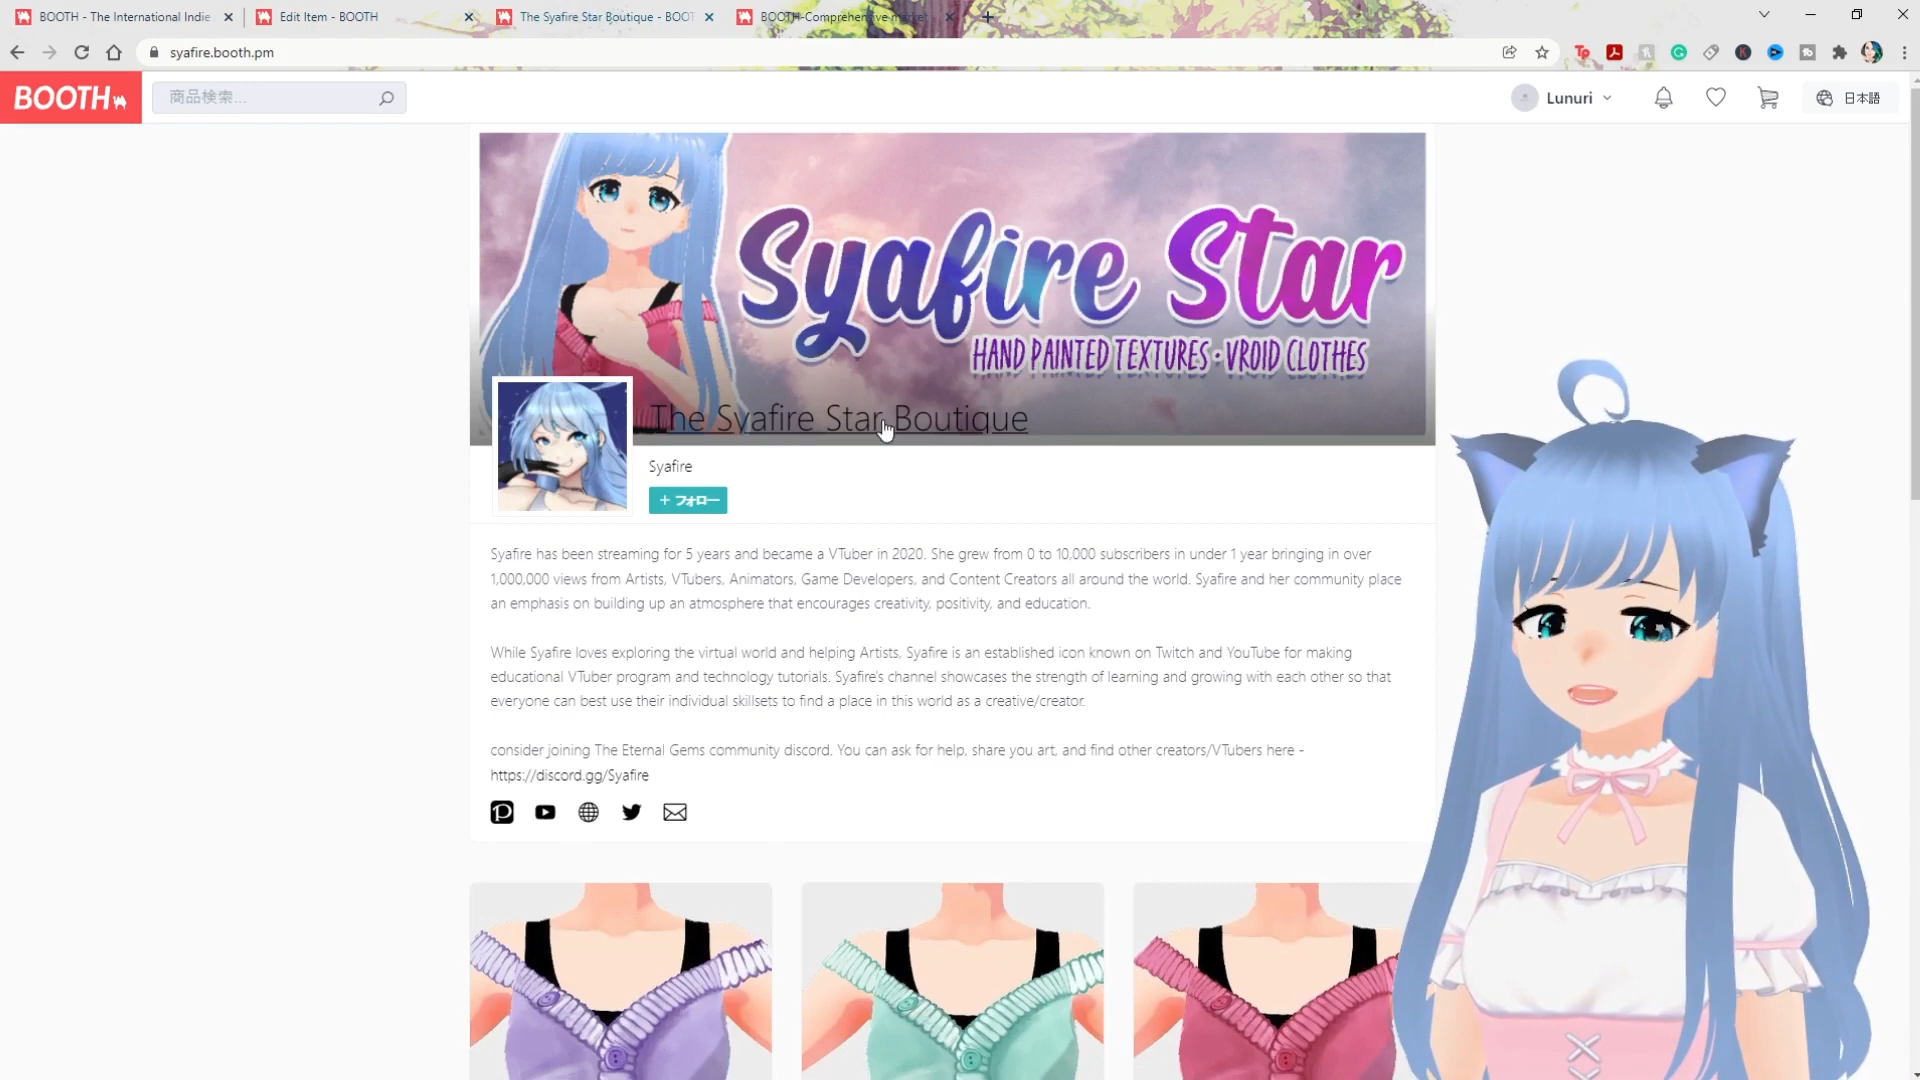 BOOTH - The International Indie
Edit Item - BOOTH
The Syafire Star Boutique - BOOT
BOOTH-Comprehensive marke
syafire.booth.pm
BOOTH
商品検索...
Lunuri
日本語
Syafire Star
HAND PAINTED TEXTURES · VROID CLOTHES
The Syafire Star Boutique
Syafire
+ フォロー
Syafire has been streaming for 5 years and became a VTuber in 2020. She grew from 0 to 10,000 subscribers in under 1 year bringing in over
1,000,000 views from Artists, VTubers, Animators, Game Developers, and Content Creators all around the world. Syafire and her community place
an emphasis on building up an atmosphere that encourages creativity, positivity, and education.
While Syafire loves exploring the virtual world and helping Artists, Syafire is an established icon known on Twitch and YouTube for making
educational VTuber program and technology tutorials. Syafire's channel showcases the strength of learning and growing with each other so that
everyone can best use their individual skillsets to find a place in this world as a creative/creator.
consider joining The Eternal Gems community discord. You can ask for help, share you art, and find other creators/VTubers here -
https://discord.gg/Syafire